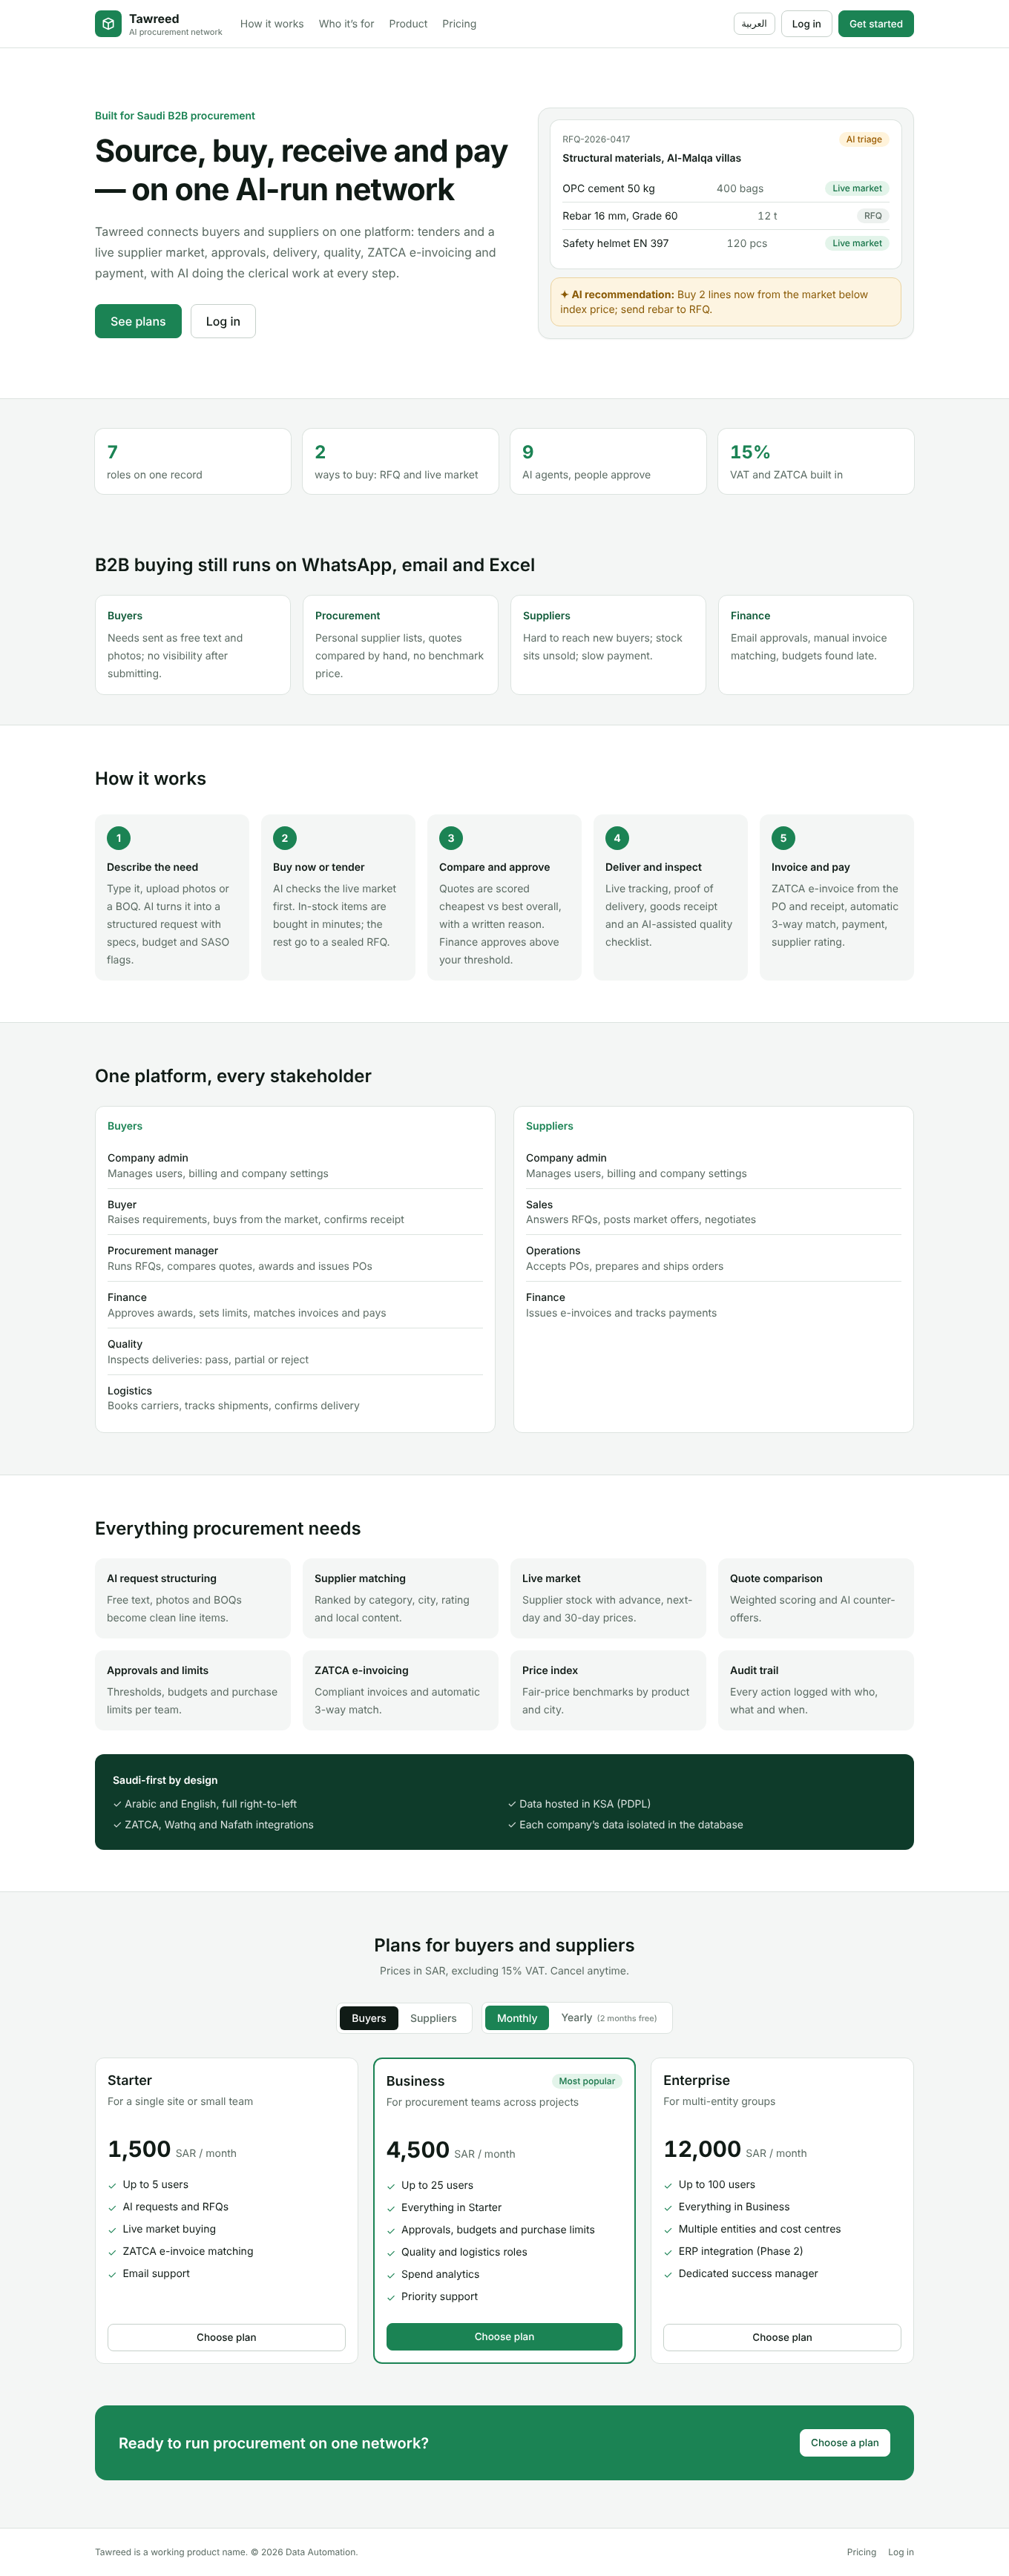 Tawreed
AI procurement network
How it works
Who it's for
Product
Pricing
العربية
Log in
Get started
Built for Saudi B2B procurement
Source, buy, receive and pay
— on one AI-run network
Tawreed connects buyers and suppliers on one platform: tenders and a
live supplier market, approvals, delivery, quality, ZATCA e-invoicing and
payment, with AI doing the clerical work at every step.
See plans
Log in
RFQ-2026-0417
AI triage
Structural materials, Al-Malqa villas
OPC cement 50 kg
400 bags
Live market
Rebar 16 mm, Grade 60
12 t
RFQ
Safety helmet EN 397
120 pcs
Live market
✦ AI recommendation: Buy 2 lines now from the market below
index price; send rebar to RFQ.
7
roles on one record
2
ways to buy: RFQ and live market
9
AI agents, people approve
15%
VAT and ZATCA built in
B2B buying still runs on WhatsApp, email and Excel
Buyers
Needs sent as free text and
photos; no visibility after
submitting.
Procurement
Personal supplier lists, quotes
compared by hand, no benchmark
price.
Suppliers
Hard to reach new buyers; stock
sits unsold; slow payment.
Finance
Email approvals, manual invoice
matching, budgets found late.
How it works
1
Describe the need
Type it, upload photos or
a BOQ. AI turns it into a
structured request with
specs, budget and SASO
flags.
2
Buy now or tender
AI checks the live market
first. In-stock items are
bought in minutes; the
rest go to a sealed RFQ.
3
Compare and approve
Quotes are scored
cheapest vs best overall,
with a written reason.
Finance approves above
your threshold.
4
Deliver and inspect
Live tracking, proof of
delivery, goods receipt
and an AI-assisted quality
checklist.
5
Invoice and pay
ZATCA e-invoice from the
PO and receipt, automatic
3-way match, payment,
supplier rating.
One platform, every stakeholder
Buyers
Company admin
Manages users, billing and company settings
Buyer
Raises requirements, buys from the market, confirms receipt
Procurement manager
Runs RFQs, compares quotes, awards and issues POs
Finance
Approves awards, sets limits, matches invoices and pays
Quality
Inspects deliveries: pass, partial or reject
Logistics
Books carriers, tracks shipments, confirms delivery
Suppliers
Company admin
Manages users, billing and company settings
Sales
Answers RFQs, posts market offers, negotiates
Operations
Accepts POs, prepares and ships orders
Finance
Issues e-invoices and tracks payments
Everything procurement needs
AI request structuring
Free text, photos and BOQs
become clean line items.
Supplier matching
Ranked by category, city, rating
and local content.
Live market
Supplier stock with advance, next-
day and 30-day prices.
Quote comparison
Weighted scoring and AI counter-
offers.
Approvals and limits
Thresholds, budgets and purchase
limits per team.
ZATCA e-invoicing
Compliant invoices and automatic
3-way match.
Price index
Fair-price benchmarks by product
and city.
Audit trail
Every action logged with who,
what and when.
Saudi-first by design
✓ Arabic and English, full right-to-left
✓ Data hosted in KSA (PDPL)
✓ ZATCA, Wathq and Nafath integrations
✓ Each company's data isolated in the database
Plans for buyers and suppliers
Prices in SAR, excluding 15% VAT. Cancel anytime.
Buyers
Suppliers
Monthly
Yearly (2 months free)
Starter
For a single site or small team
1,500 SAR / month
✓ Up to 5 users
✓ AI requests and RFQs
✓ Live market buying
✓ ZATCA e-invoice matching
✓ Email support
Choose plan
Business
Most popular
For procurement teams across projects
4,500 SAR / month
✓ Up to 25 users
✓ Everything in Starter
✓ Approvals, budgets and purchase limits
✓ Quality and logistics roles
✓ Spend analytics
✓ Priority support
Choose plan
Enterprise
For multi-entity groups
12,000 SAR / month
✓ Up to 100 users
✓ Everything in Business
✓ Multiple entities and cost centres
✓ ERP integration (Phase 2)
✓ Dedicated success manager
Choose plan
Ready to run procurement on one network?
Choose a plan
Tawreed is a working product name. © 2026 Data Automation.
Pricing
Log in